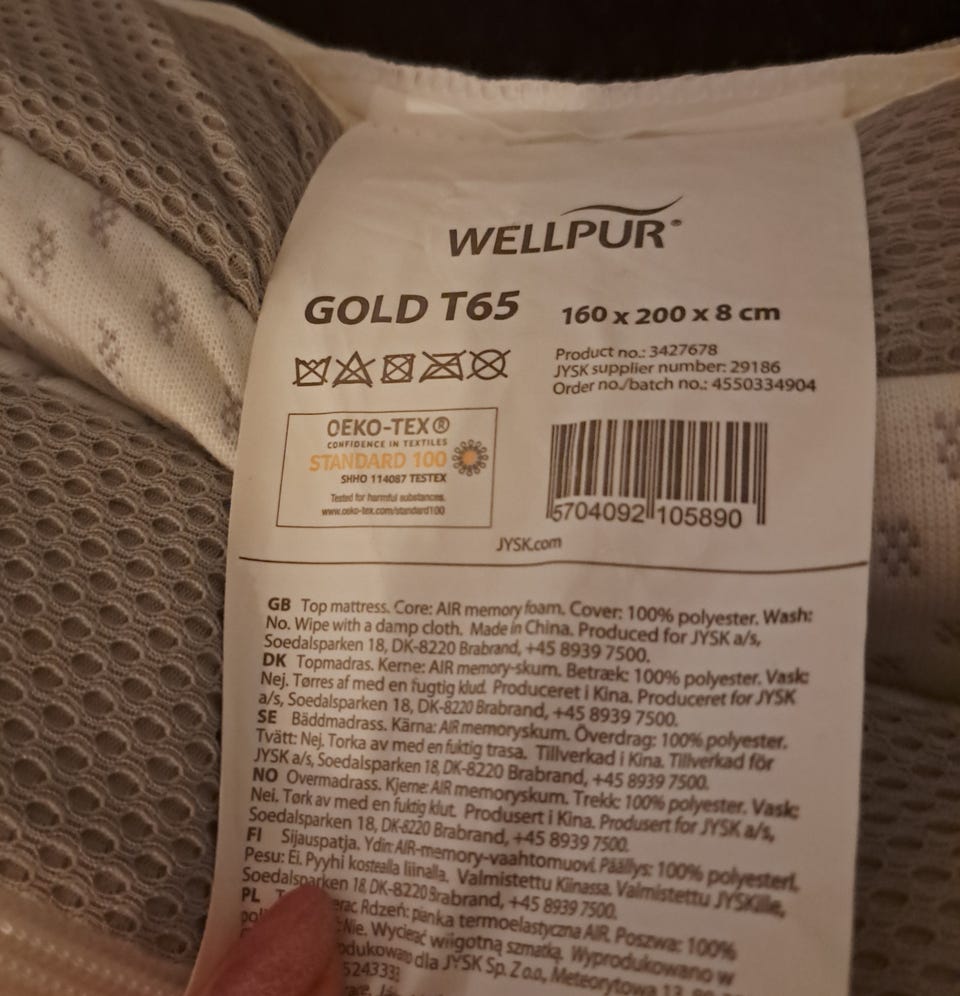 WELLPUR®
GOLD T65
160 x 200 x 8 cm
Product no.: 3427678
JYSK supplier number: 29186
Order no./batch no.: 4550334904
OEKO-TEX®
CONFIDENCE IN TEXTILES
STANDARD 100
SHHO 114087 TESTEX
Tested for harmful substances.
www.oeko-tex.com/standard100
5704092 105890
JYSK.com
GB Top mattress. Core: AIR memory foam. Cover: 100% polyester. Wash:
No. Wipe with a damp cloth. Made in China. Produced for JYSK a/s,
Soedalsparken 18, DK-8220 Brabrand, +45 8939 7500.
DK Topmadras. Kerne: AIR memory-skum. Betræk: 100% polyester. Vask:
Nej. Tørres af med en fugtig klud. Produceret i Kina. Produceret for JYSK
a/s, Soedalsparken 18, DK-8220 Brabrand, +45 8939 7500.
SE Bäddmadrass. Kärna: AIR memoryskum. Överdrag: 100% polyester.
Tvätt: Nej. Torka av med en fuktig trasa. Tillverkad i Kina. Tillverkad för
JYSK a/s, Soedalsparken 18, DK-8220 Brabrand, +45 8939 7500.
NO Overmadrass. Kjerne: AIR memoryskum. Trekk: 100% polyester. Vask:
Nei. Tørk av med en fuktig klut. Produsert i Kina. Produsert for JYSK a/s,
Soedalsparken 18, DK-8220 Brabrand, +45 8939 7500.
FI Sijauspatja. Ydin: AIR-memory-vaahtomuovi. Päällys: 100% polyesteri.
Pesu: Ei. Pyyhi kostealla liinalla. Valmistettu Kiinassa. Valmistettu JYSKille,
Soedalsparken 18, DK-8220 Brabrand, +45 8939 7500.
PL Rdzeń: pianka termoelastyczna AIR. Poszwa: 100%
Nie. Wycierać wilgotną szmatką. Wyprodukowano w
dla JYSK Sp. Z o.o., Meteorytowa 13,